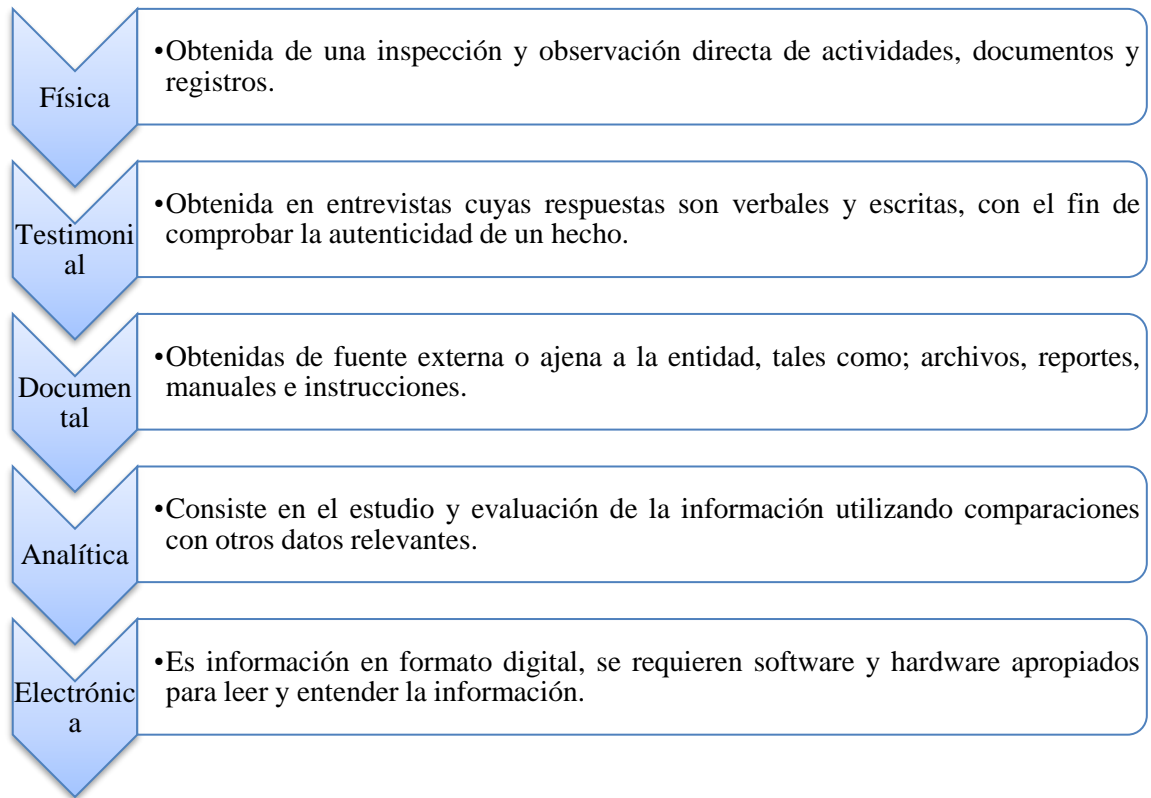 Física
•Obtenida de una inspección y observación directa de actividades, documentos y
registros.
Testimoni
al
•Obtenida en entrevistas cuyas respuestas son verbales y escritas, con el fin de
comprobar la autenticidad de un hecho.
Documen
tal
•Obtenidas de fuente externa o ajena a la entidad, tales como; archivos, reportes,
manuales e instrucciones.
Analítica
•Consiste en el estudio y evaluación de la información utilizando comparaciones
con otros datos relevantes.
Electrónic
a
•Es información en formato digital, se requieren software y hardware apropiados
para leer y entender la información.